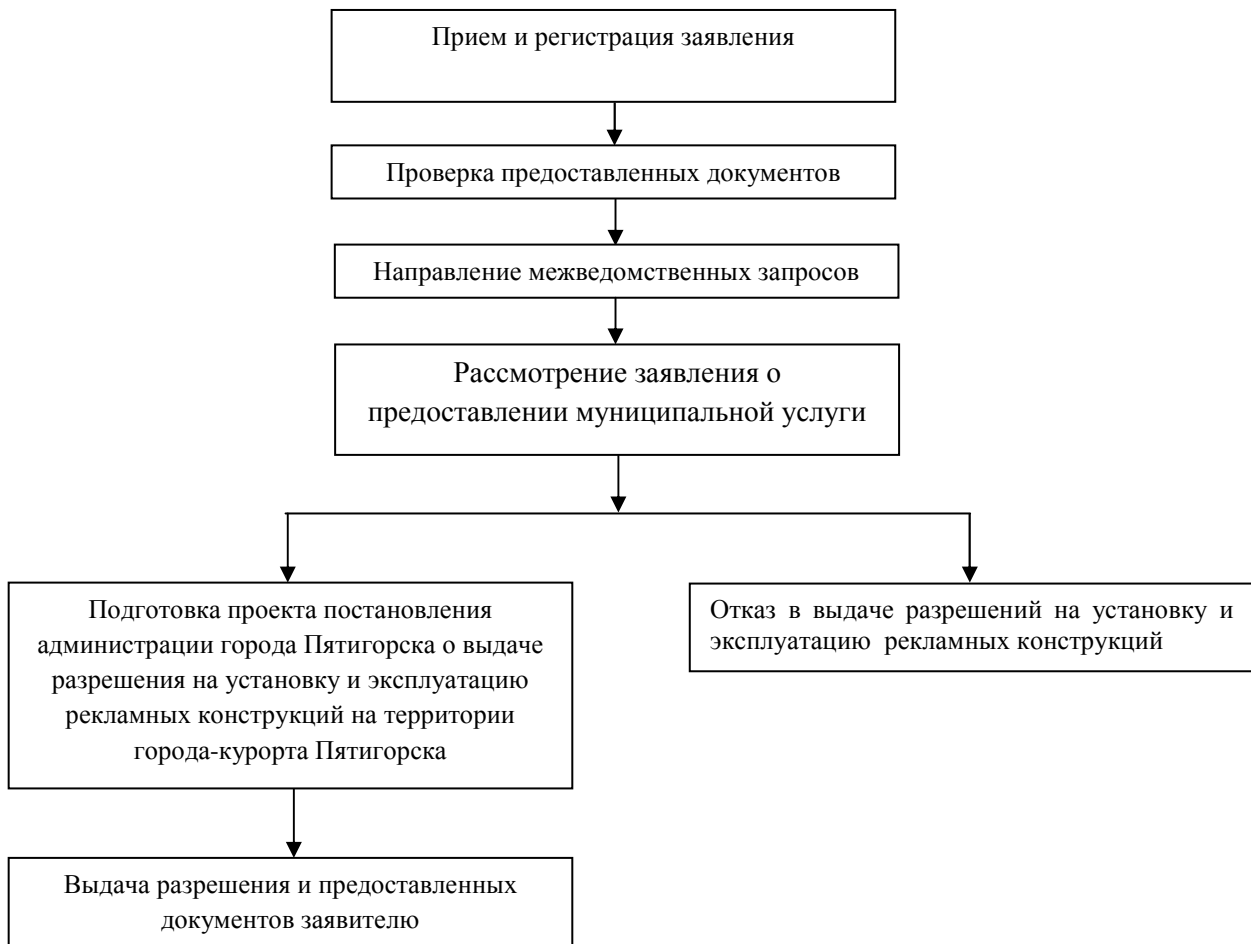 Прием и регистрация заявления
Проверка предоставленных документов
Направление межведомственных запросов
Рассмотрение заявления о
предоставлении муниципальной услуги
Подготовка проекта постановления
администрации города Пятигорска о выдаче
разрешения на установку и эксплуатацию
рекламных конструкций на территории
города-курорта Пятигорска
Отказ в выдаче разрешений на установку и
эксплуатацию рекламных конструкций
Выдача разрешения и предоставленных
документов заявителю